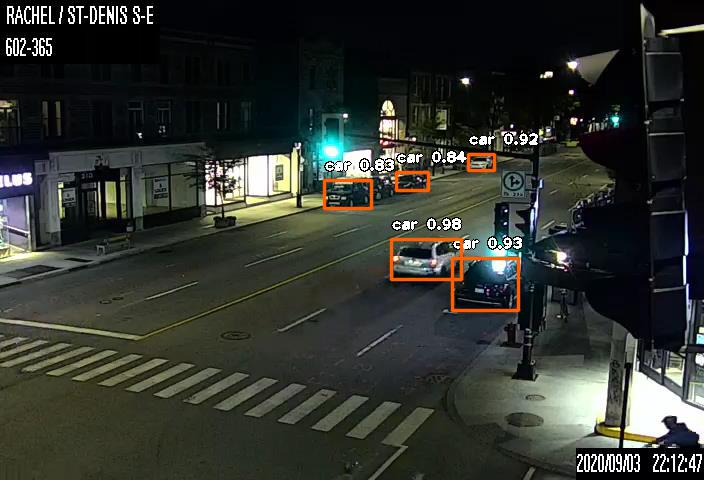 RACHEL / ST-DENIS S-E
602-365
car 0.92
car 0.83
car 0.84
car 0.98
car 0.93
2020/09/03 22:12:47